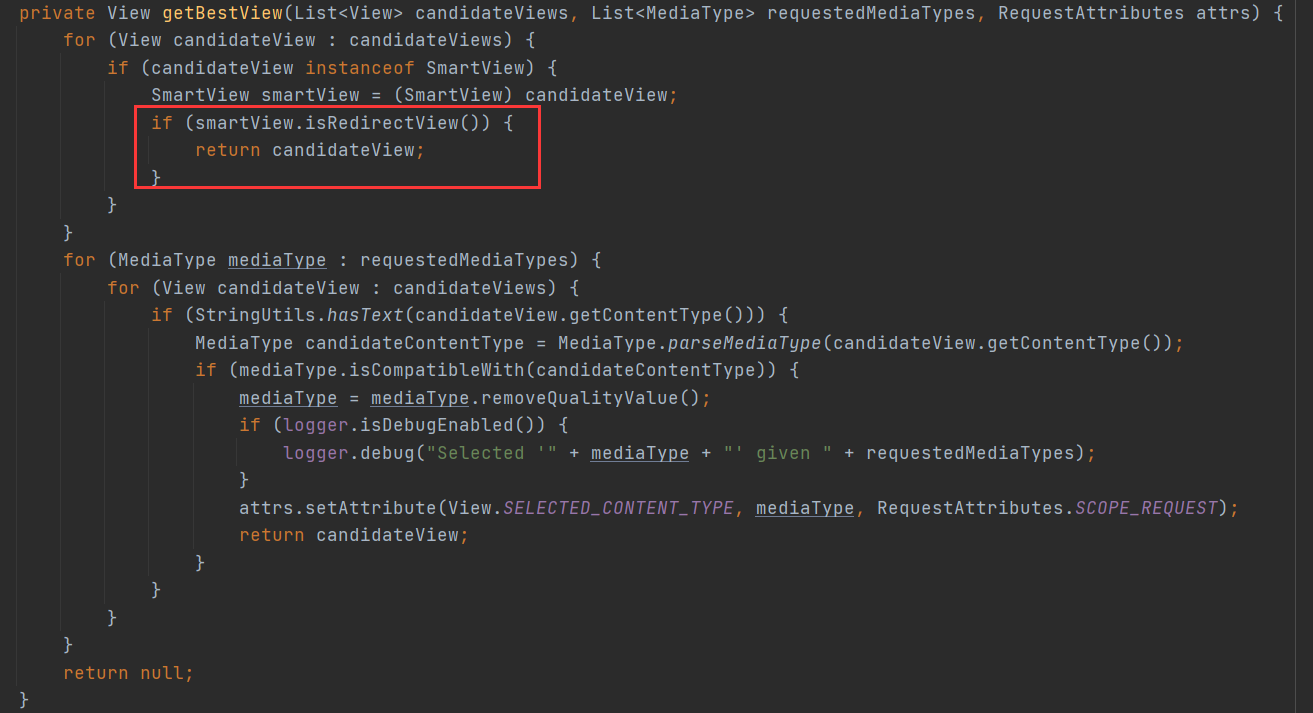 private View getBestView(List<View> candidateViews, List<MediaType> requestedMediaTypes, RequestAttributes attrs) {
    for (View candidateView : candidateViews) {
        if (candidateView instanceof SmartView) {
            SmartView smartView = (SmartView) candidateView;
            if (smartView.isRedirectView()) {
                return candidateView;
            }
        }
    }
    for (MediaType mediaType : requestedMediaTypes) {
        for (View candidateView : candidateViews) {
            if (StringUtils.hasText(candidateView.getContentType())) {
                MediaType candidateContentType = MediaType.parseMediaType(candidateView.getContentType());
                if (mediaType.isCompatibleWith(candidateContentType)) {
                    mediaType = mediaType.removeQualityValue();
                    if (logger.isDebugEnabled()) {
                        logger.debug("Selected '" + mediaType + "' given " + requestedMediaTypes);
                    }
                    attrs.setAttribute(View.SELECTED_CONTENT_TYPE, mediaType, RequestAttributes.SCOPE_REQUEST);
                    return candidateView;
                }
            }
        }
    }
    return null;
}